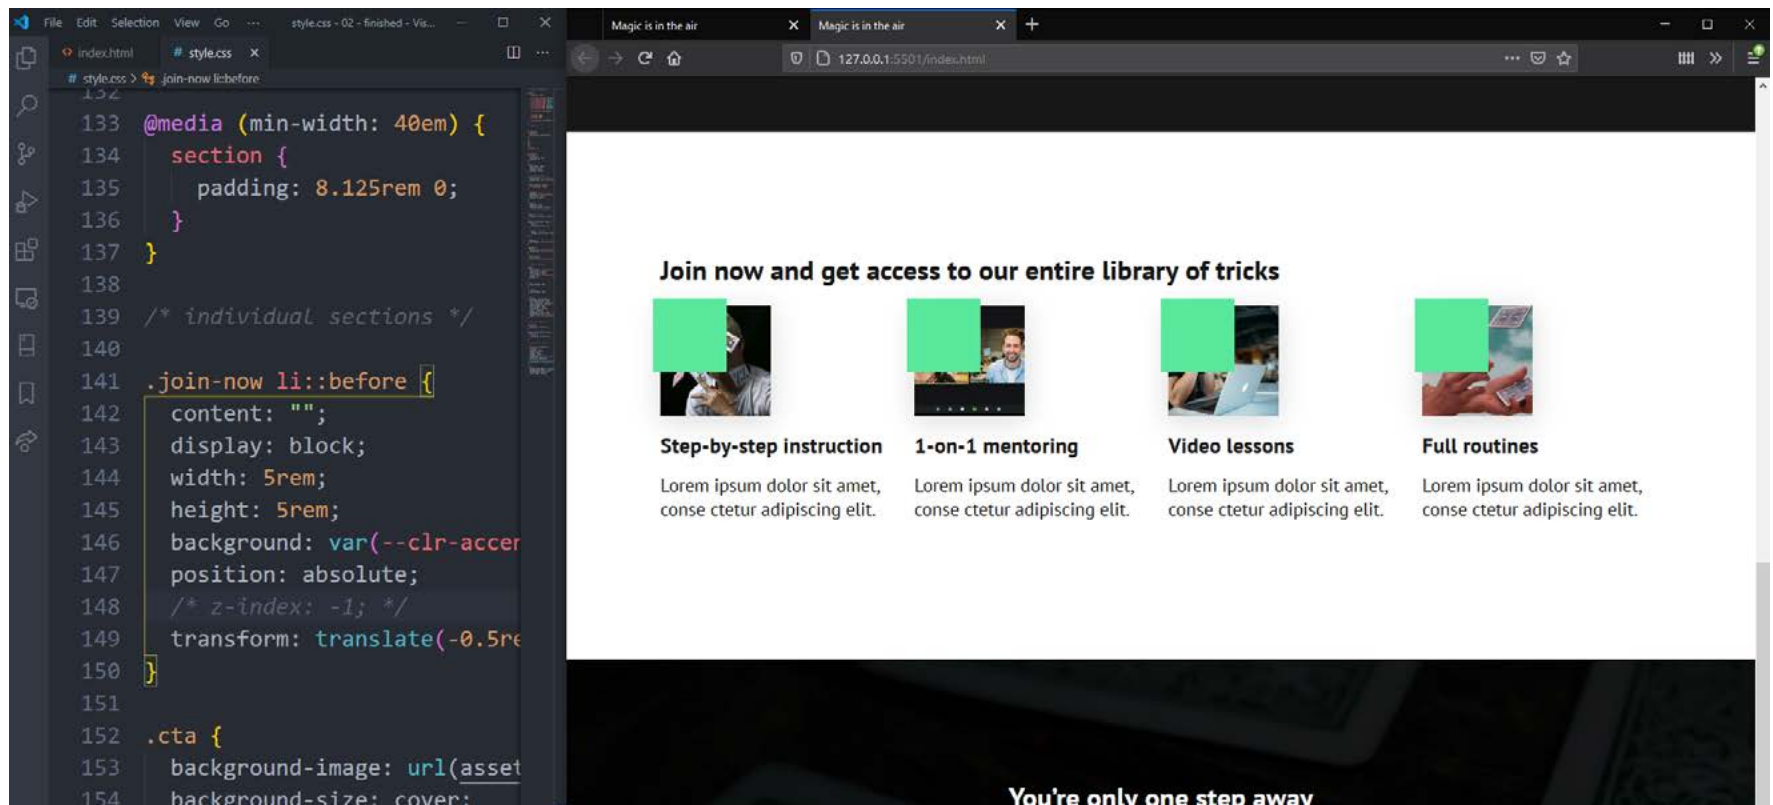 File Edit Selection View Go ··· style.css - 02 - finished - Vis...
index.html # style.css
# style.css > .join-now li::before
132
133 @media (min-width: 40em) {
134 section {
135 padding: 8.125rem 0;
136 }
137 }
138
139 /* individual sections */
140
141 .join-now li::before {
142 content: "";
143 display: block;
144 width: 5rem;
145 height: 5rem;
146 background: var(--clr-accen
147 position: absolute;
148 /* z-index: -1; */
149 transform: translate(-0.5re
150 }
151
152 .cta {
153 background-image: url(asset
154 background-size: cover;
Magic is in the air Magic is in the air
127.0.0.1:5501/index.html
Join now and get access to our entire library of tricks
Step-by-step instruction
Lorem ipsum dolor sit amet,
conse ctetur adipiscing elit.
1-on-1 mentoring
Lorem ipsum dolor sit amet,
conse ctetur adipiscing elit.
Video lessons
Lorem ipsum dolor sit amet,
conse ctetur adipiscing elit.
Full routines
Lorem ipsum dolor sit amet,
conse ctetur adipiscing elit.
You're only one step away